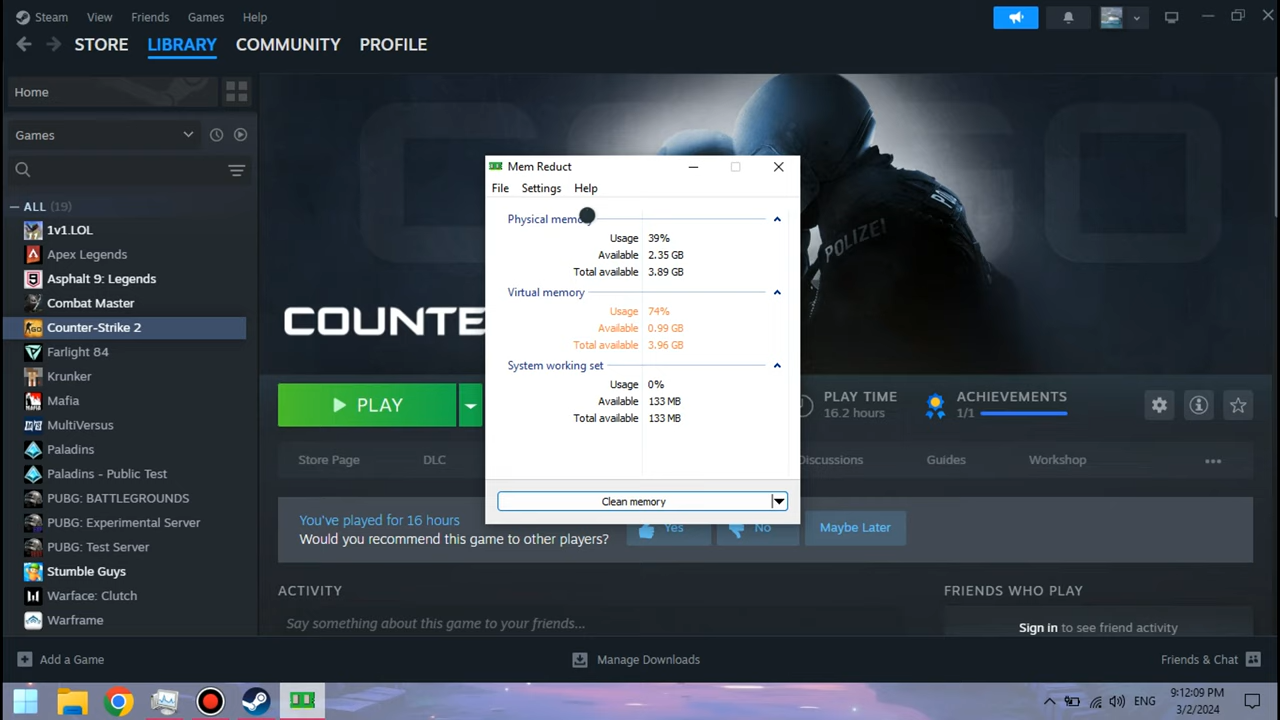 Steam View Friends Games Help
STORE LIBRARY COMMUNITY PROFILE
Home
Games
ALL (19)
1v1.LOL
Apex Legends
Asphalt 9: Legends
Combat Master
Counter-Strike 2
Farlight 84
Krunker
Mafia
MultiVersus
Paladins
Paladins - Public Test
PUBG: BATTLEGROUNDS
PUBG: Experimental Server
PUBG: Test Server
Stumble Guys
Warface: Clutch
Warframe
POLIZEI
COUNTE
Mem Reduct
File Settings Help
Physical memory
Usage 39%
Available 2.35 GB
Total available 3.89 GB
Virtual memory
Usage 74%
Available 0.99 GB
Total available 3.96 GB
System working set
Usage 0%
Available 133 MB
Total available 133 MB
Clean memory
PLAY
PLAY TIME
16.2 hours
ACHIEVEMENTS
1/1
Store Page DLC Discussions Guides Workshop
You've played for 16 hours
Would you recommend this game to other players?
Yes No Maybe Later
ACTIVITY
Say something about this game to your friends...
FRIENDS WHO PLAY
Sign in to see friend activity
Add a Game Manage Downloads Friends & Chat
ENG
9:12:09 PM
3/2/2024